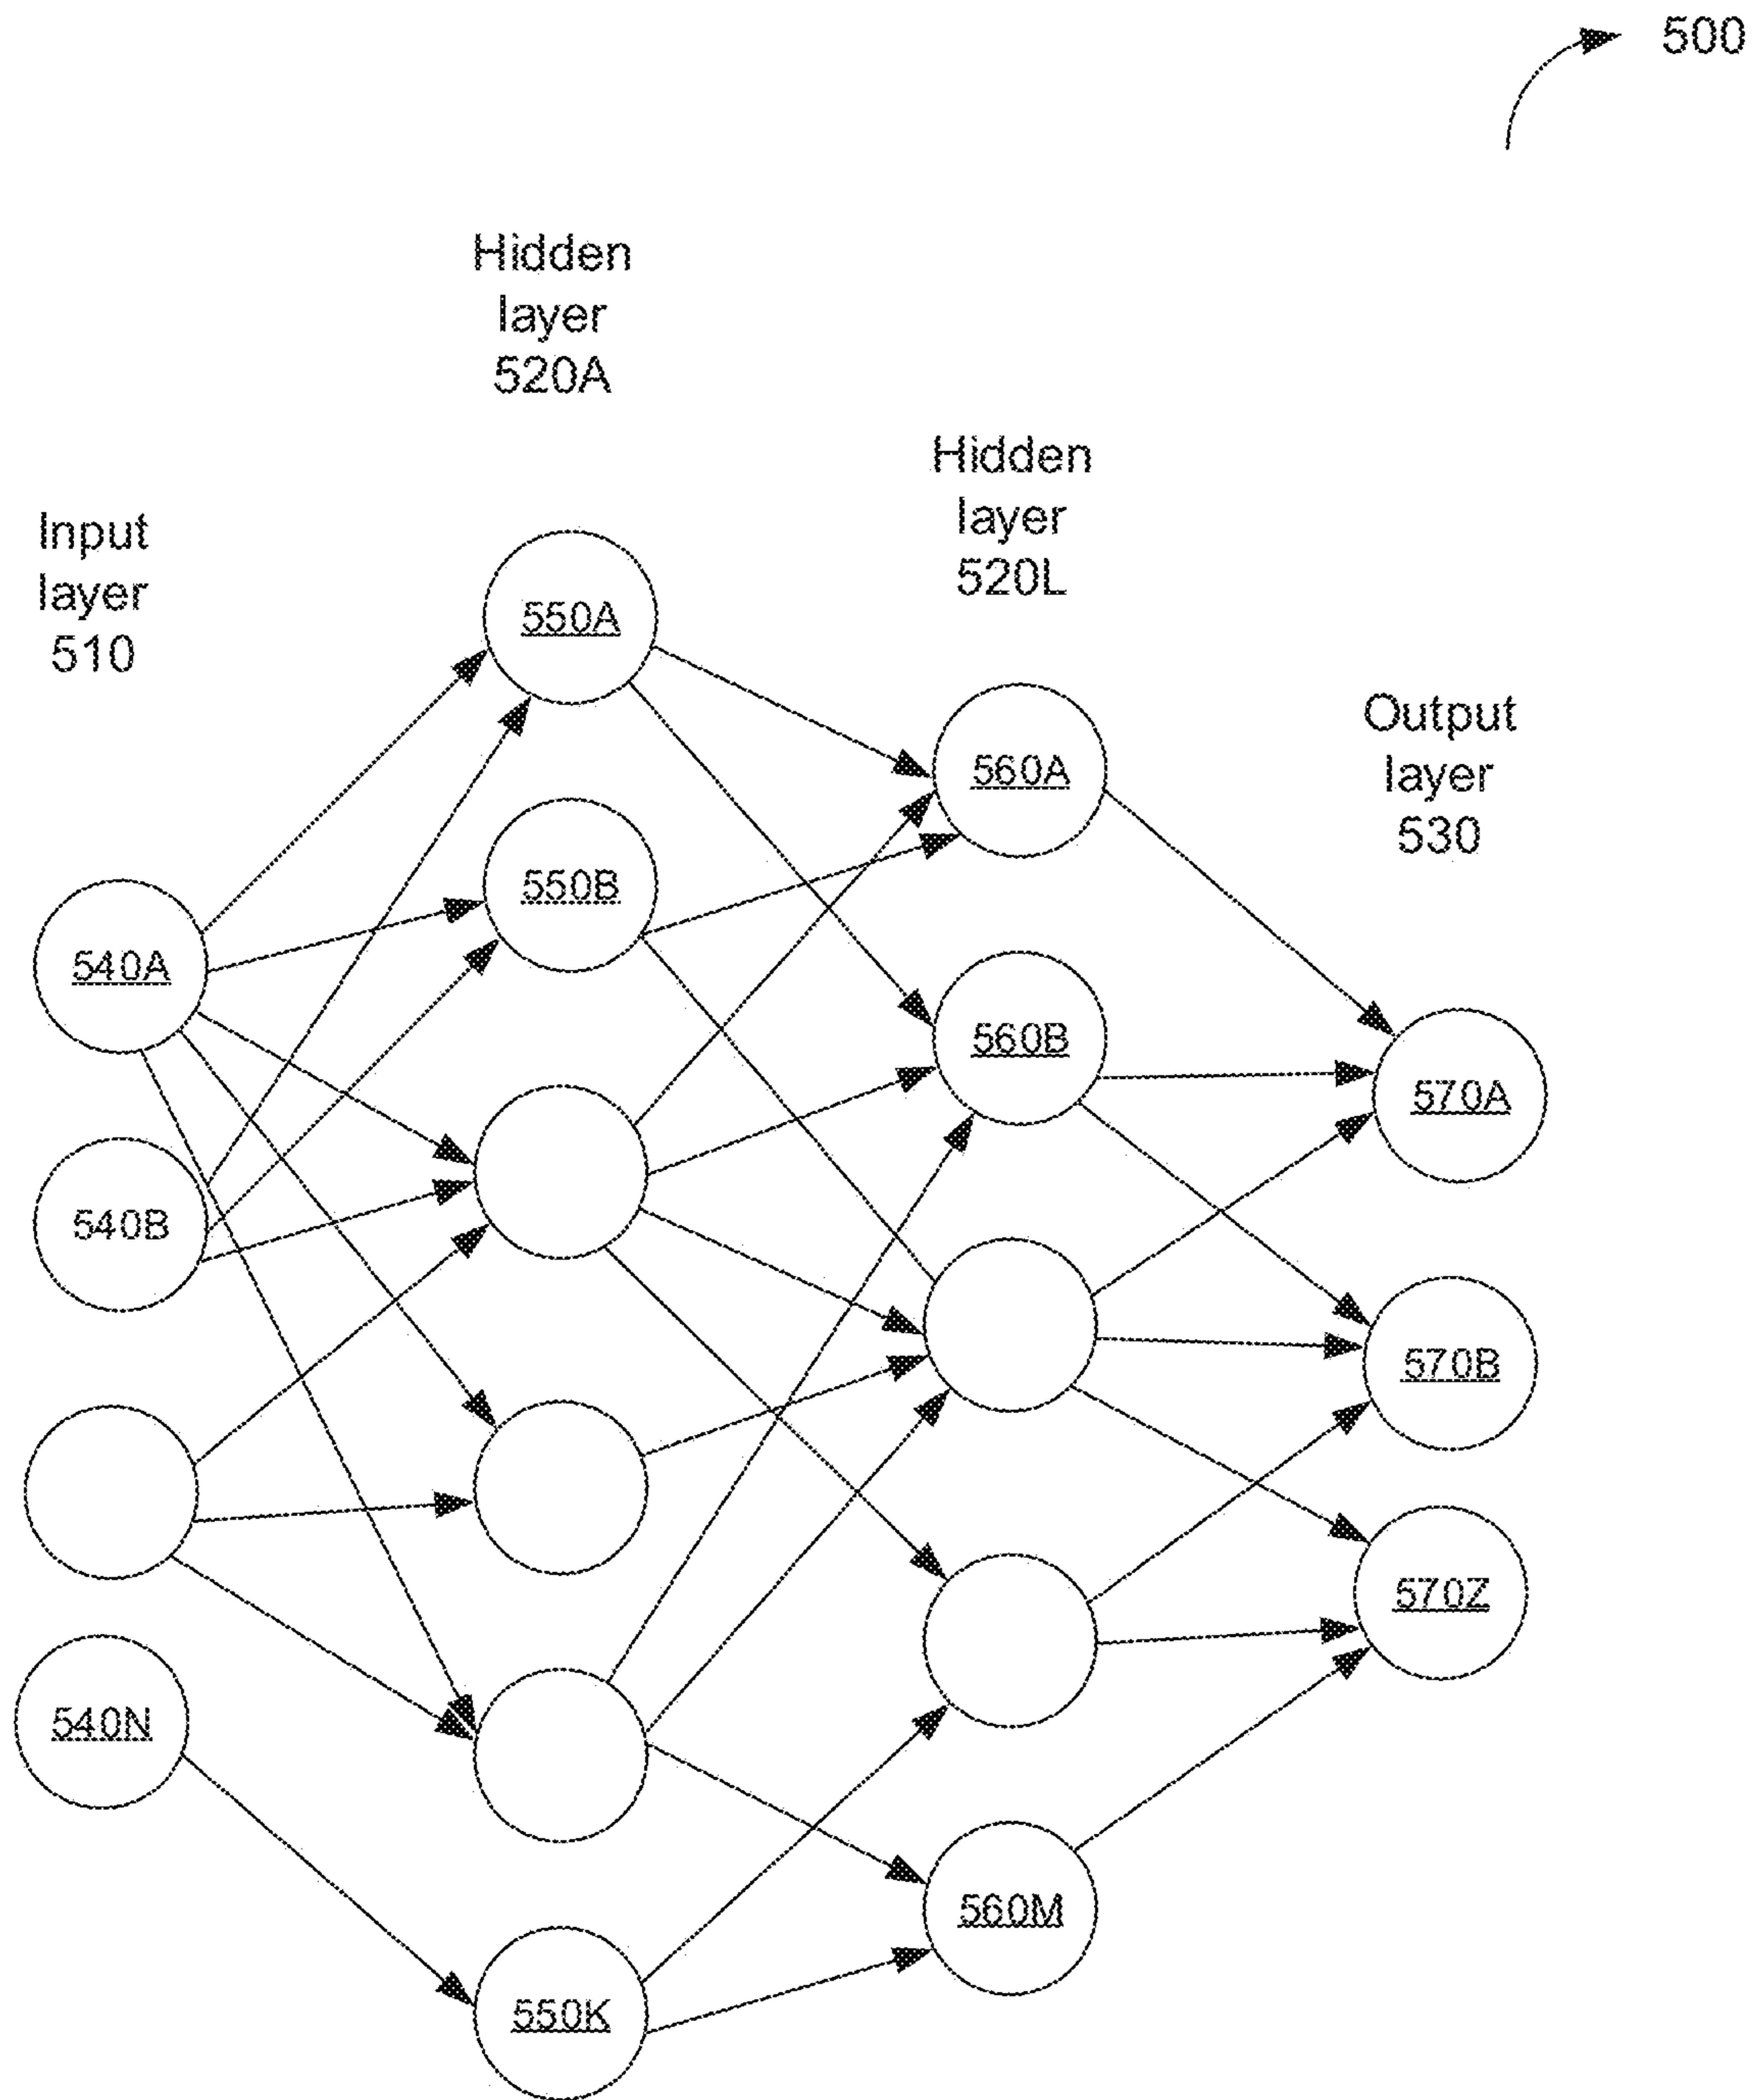 500
Hidden
layer
520A
Hidden
layer
520L
Input
layer
510
Output
layer
530
550A
560A
550B
540A
560B
570A
540B
570B
570Z
540N
560M
550K